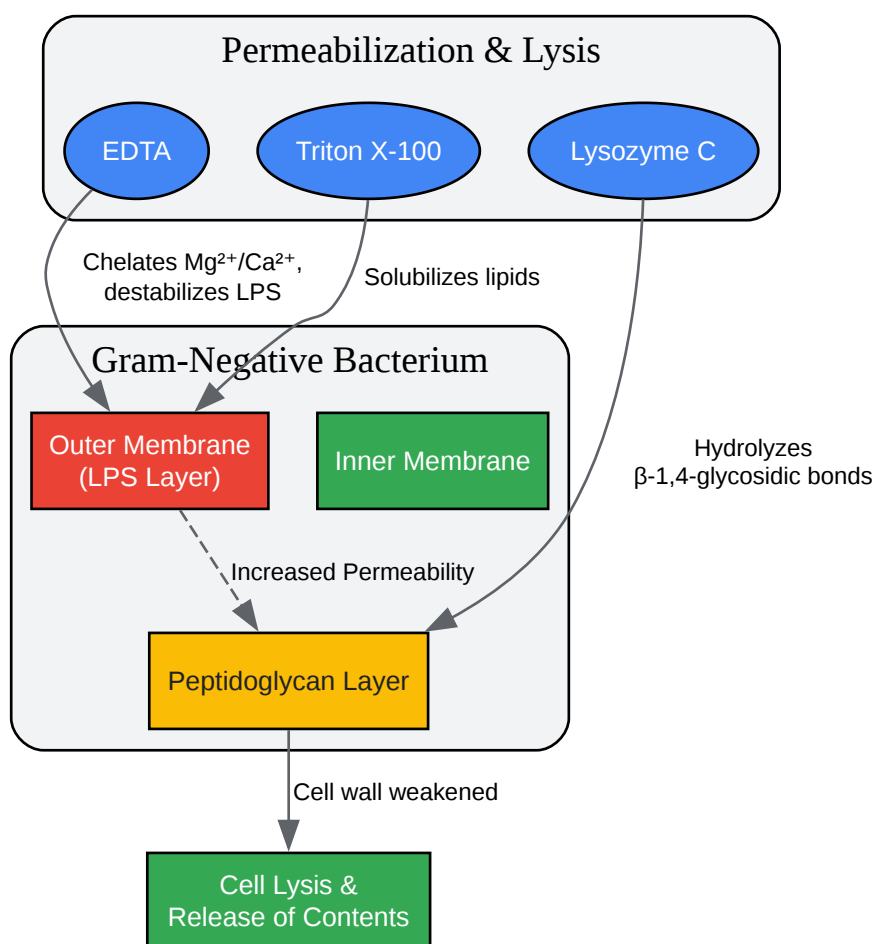 Permeabilization & Lysis
EDTA
Triton X-100
Lysozyme C
Chelates Mg²⁺/Ca²⁺,
destabilizes LPS
Solubilizes lipids
Gram-Negative Bacterium
Outer Membrane
(LPS Layer)
Inner Membrane
Hydrolyzes
β-1,4-glycosidic bonds
Increased Permeability
Peptidoglycan Layer
Cell wall weakened
Cell Lysis &
Release of Contents